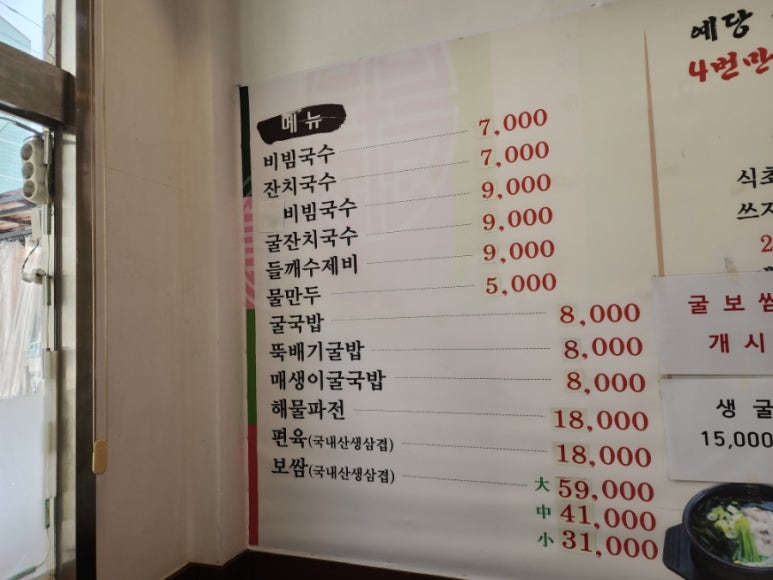 메뉴
비빔국수 7,000
잔치국수 7,000
비빔국수 9,000
굴잔치국수 9,000
들깨수제비 9,000
물만두 5,000
굴국밥 8,000
뚝배기굴밥 8,000
매생이굴국밥 8,000
해물파전 18,000
편육(국내산생삼겹) 18,000
보쌈(국내산생삼겹) 大 59,000
中 41,000
小 31,000
예당
4번만
식초
쓰지
2
굴보쌈
개시
생굴
15,000